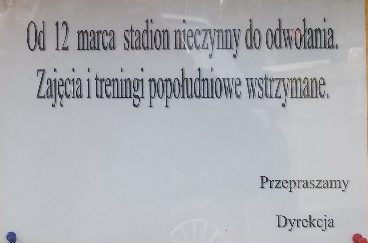 Od 12 marca stadion nieczynny do odwołania.
Zajęcia i treningi popołudniowe wstrzymane.
Przepraszamy
Dyrekcja